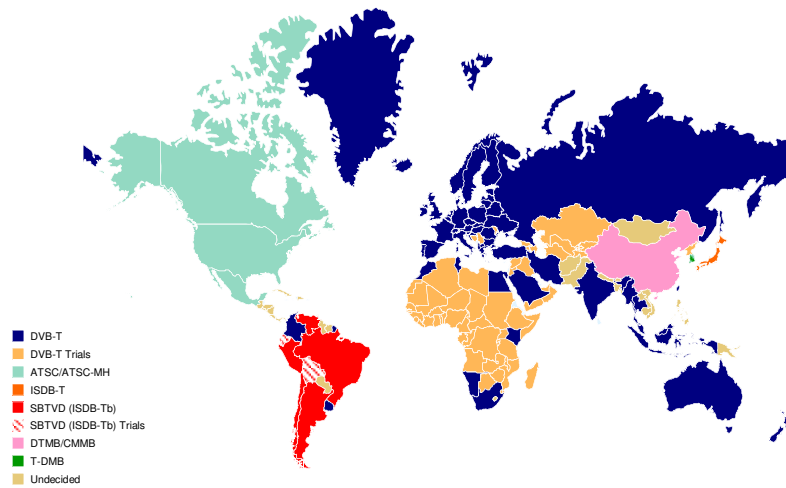 DVB-T
DVB-T Trials
ATSC/ATSC-MH
ISDB-T
SBTVD (ISDB-Tb)
SBTVD (ISDB-Tb) Trials
DTMB/CMMB
T-DMB
Undecided